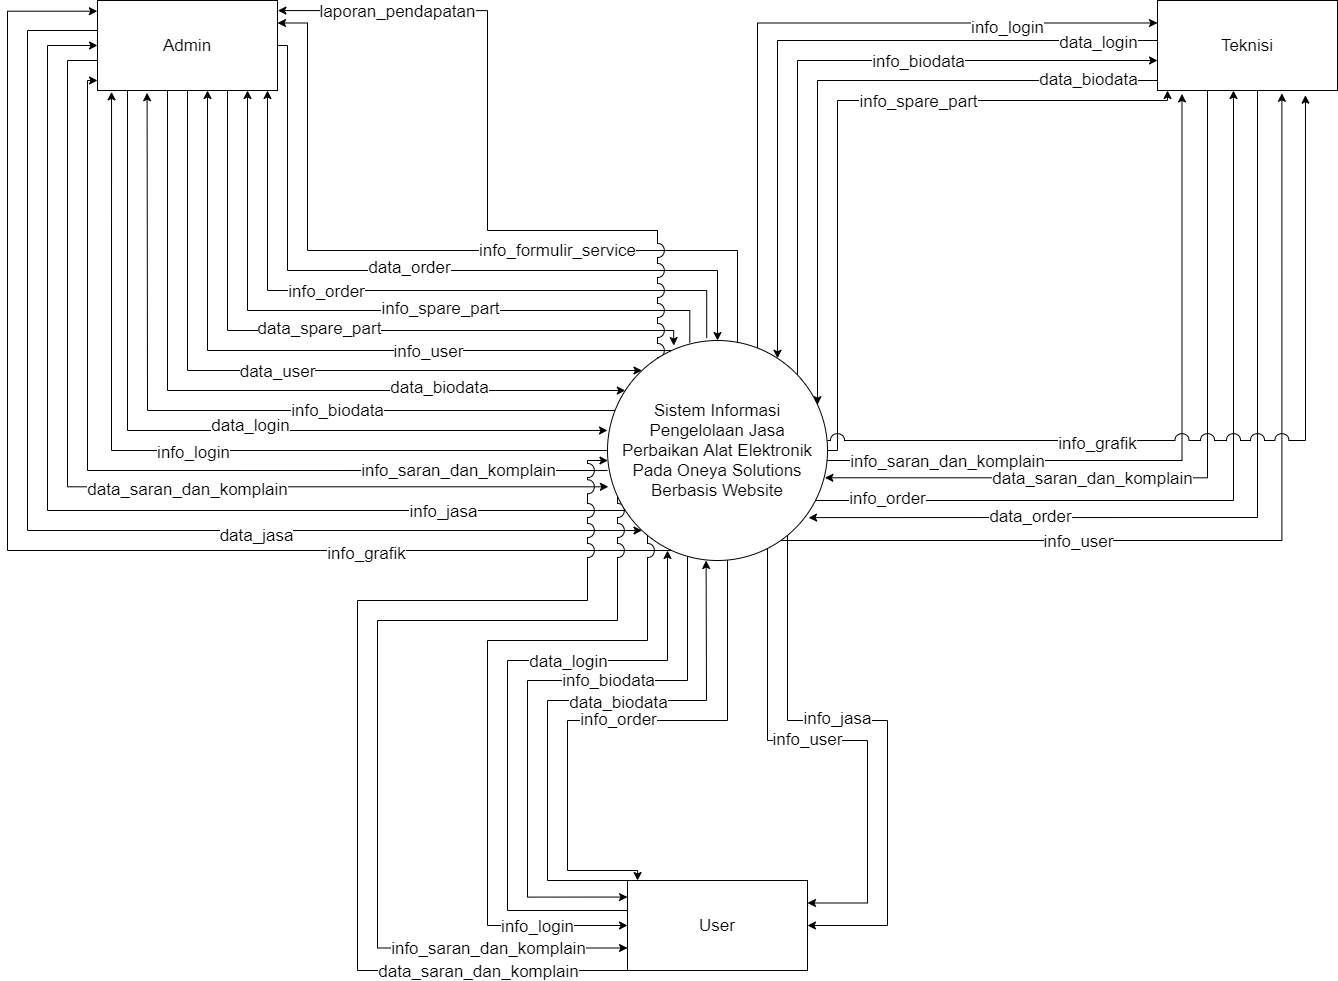 laporan_pendapatan
Admin
Teknisi
info_login
data_login
info_biodata
data_biodata
info_spare_part
info_formulir_service
data_order
info_order
info_spare_part
data_spare_part
info_user
data_user
data_biodata
info_biodata
data_login
info_login
info_saran_dan_komplain
data_saran_dan_komplain
info_jasa
data_jasa
info_grafik
Sistem Informasi
Pengelolaan Jasa
Perbaikan Alat Elektronik
Pada Oneya Solutions
Berbasis Website
info_grafik
info_saran_dan_komplain
data_saran_dan_komplain
info_order
data_order
info_user
data_login
info_biodata
data_biodata
info_order
info_jasa
info_user
User
info_login
info_saran_dan_komplain
data_saran_dan_komplain